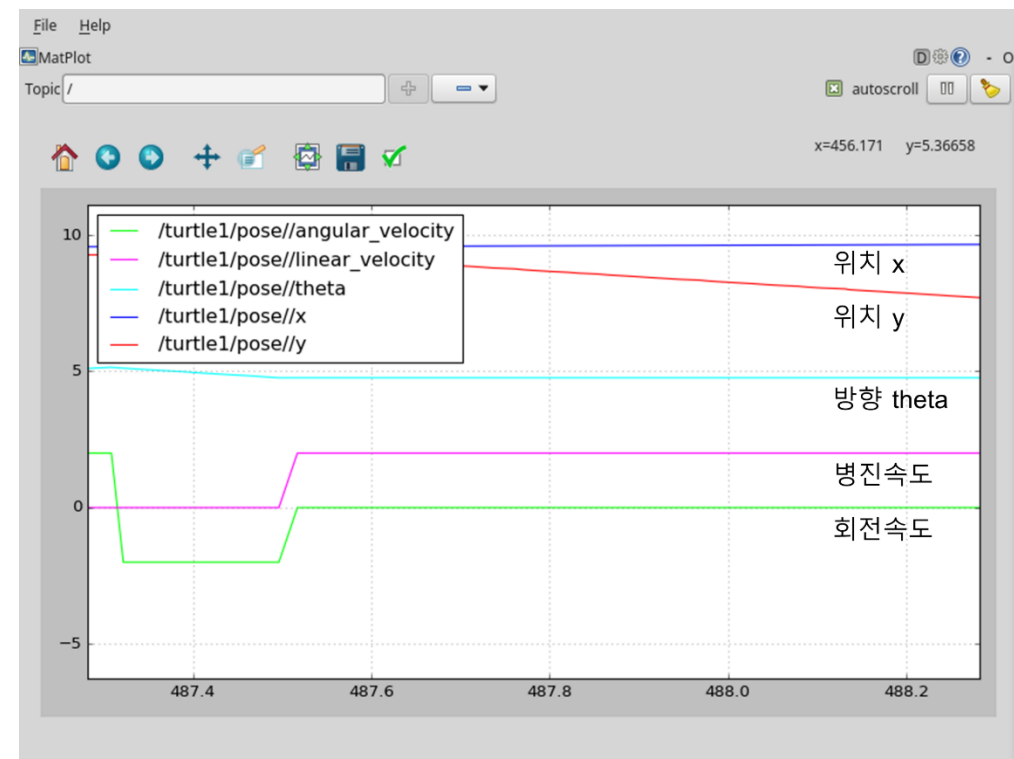 File Help
MatPlot
D ? - O
Topic /
autoscroll
x=456.171 y=5.36658
/turtle1/pose//angular_velocity
/turtle1/pose//linear_velocity
/turtle1/pose//theta
/turtle1/pose//x
/turtle1/pose//y
10
5
0
−5
위치 x
위치 y
방향 theta
병진속도
회전속도
487.4 487.6 487.8 488.0 488.2